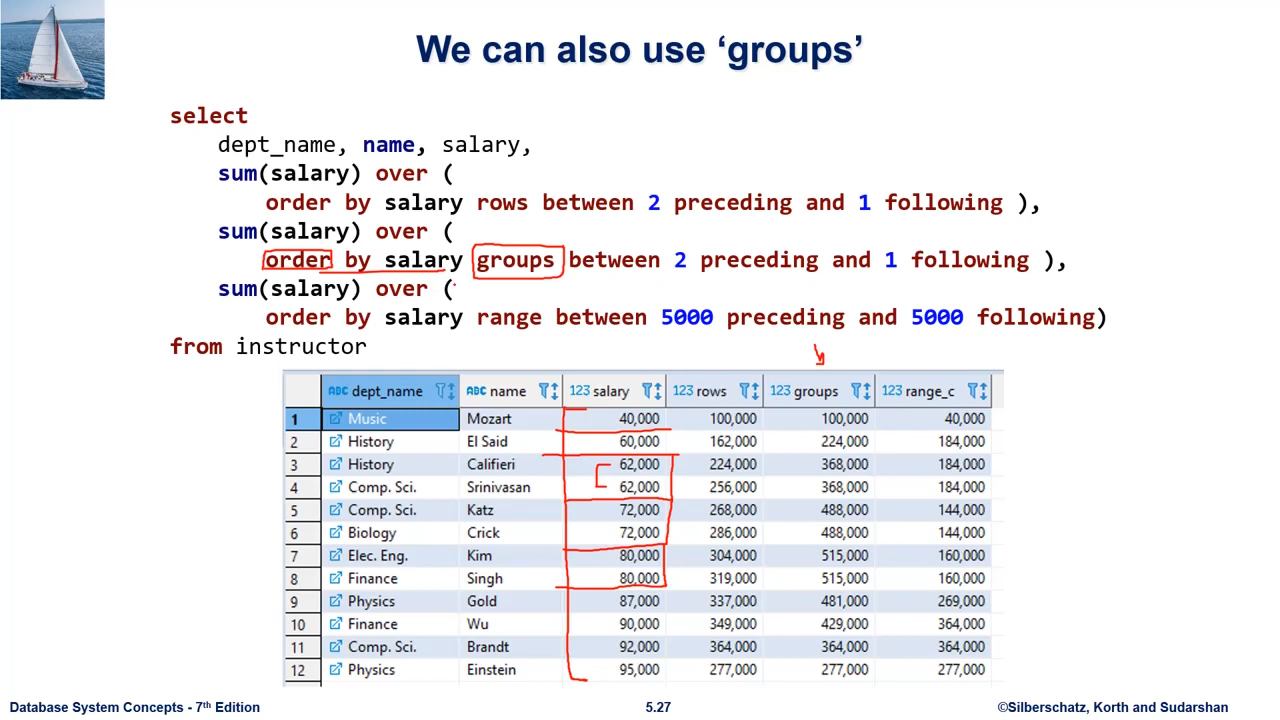 We can also use ‘groups’
select
dept_name, name, salary,
sum(salary) over (
order by salary rows between 2 preceding and 1 following ),
sum(salary) over (
order by salary groups between 2 preceding and 1 following ),
sum(salary) over (
order by salary range between 5000 preceding and 5000 following)
from instructor
ABC dept_name ABC name 123 salary 123 rows 123 groups 123 range_c
1 Music Mozart 40,000 100,000 100,000 40,000
2 History El Said 60,000 162,000 224,000 184,000
3 History Califieri 62,000 224,000 368,000 184,000
4 Comp. Sci. Srinivasan 62,000 256,000 368,000 184,000
5 Comp. Sci. Katz 72,000 268,000 488,000 144,000
6 Biology Crick 72,000 286,000 488,000 144,000
7 Elec. Eng. Kim 80,000 304,000 515,000 160,000
8 Finance Singh 80,000 319,000 515,000 160,000
9 Physics Gold 87,000 337,000 481,000 269,000
10 Finance Wu 90,000 349,000 429,000 364,000
11 Comp. Sci. Brandt 92,000 364,000 364,000 364,000
12 Physics Einstein 95,000 277,000 277,000 277,000
Database System Concepts - 7th Edition 5.27 ©Silberschatz, Korth and Sudarshan